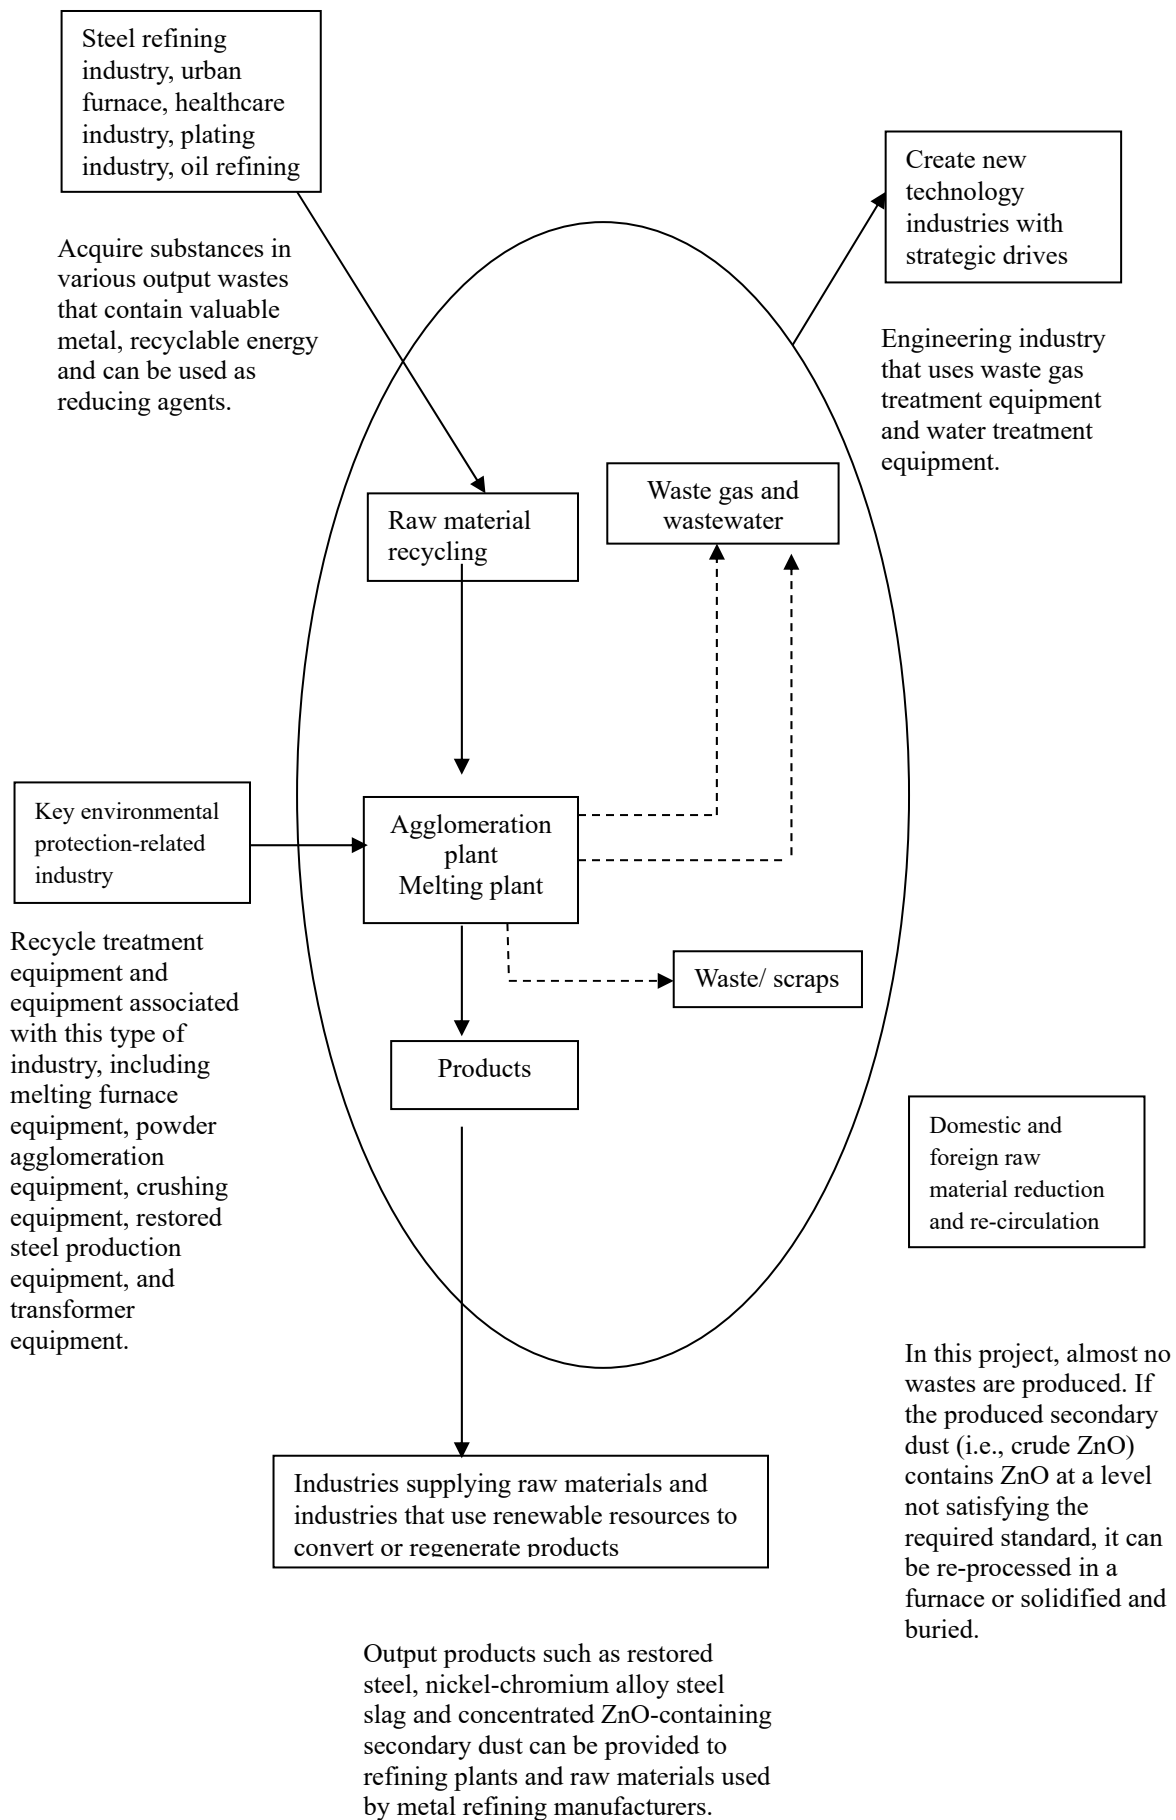 Steel refining
industry, urban
furnace, healthcare
industry, plating
industry, oil refining
Create new
technology
industries with
strategic drives
Acquire substances in
various output wastes
that contain valuable
metal, recyclable energy
and can be used as
reducing agents.
Engineering industry
that uses waste gas
treatment equipment
and water treatment
equipment.
Waste gas and
wastewater
Raw material
recycling
Key environmental
protection-related
industry
Agglomeration
plant
Melting plant
Recycle treatment
equipment and
equipment associated
with this type of
industry, including
melting furnace
equipment, powder
agglomeration
equipment, crushing
equipment, restored
steel production
equipment, and
transformer
equipment.
Waste/ scraps
Products
Domestic and
foreign raw
material reduction
and re-circulation
In this project, almost no
wastes are produced. If
the produced secondary
dust (i.e., crude ZnO)
contains ZnO at a level
not satisfying the
required standard, it can
be re-processed in a
furnace or solidified and
buried.
Industries supplying raw materials and
industries that use renewable resources to
convert or regenerate products
Output products such as restored
steel, nickel-chromium alloy steel
slag and concentrated ZnO-containing
secondary dust can be provided to
refining plants and raw materials used
by metal refining manufacturers.